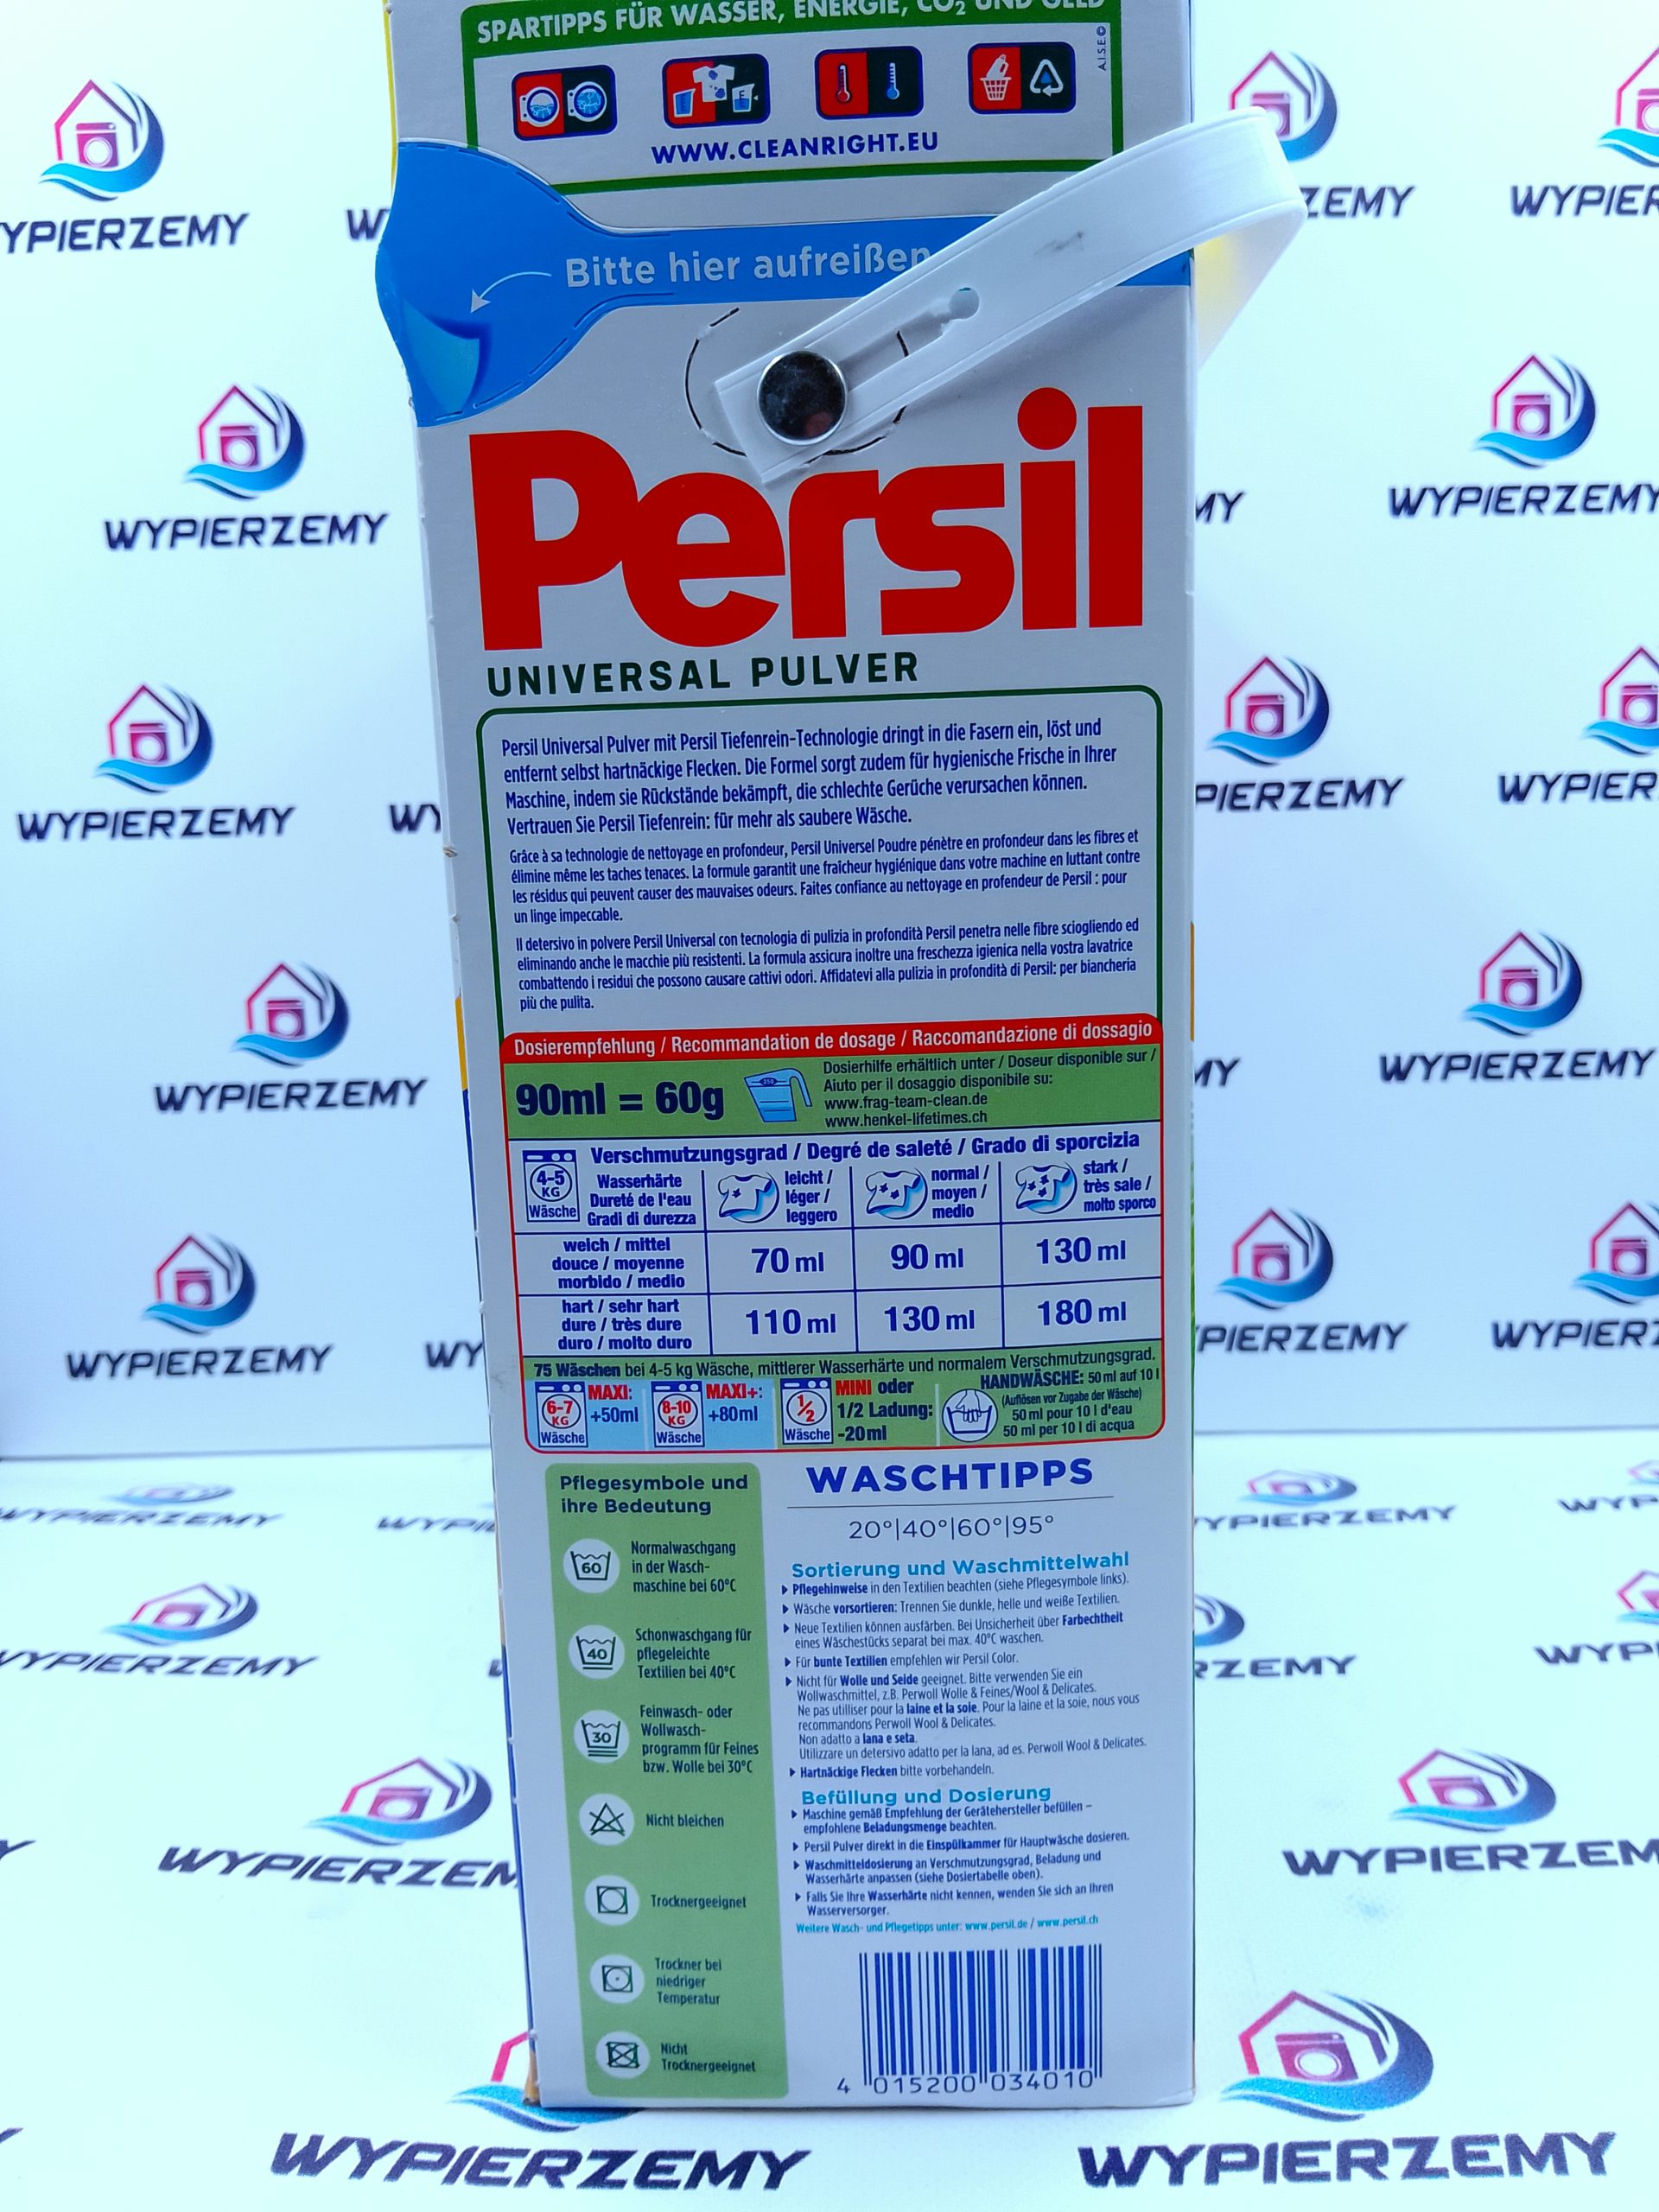 SPARTIPPS FÜR WASSER, ENERGIE, CO₂ UND GELD
A.I.S.E.©
WWW.CLEANRIGHT.EU
Bitte hier aufreißen
Persil
UNIVERSAL PULVER
Persil Universal Pulver mit Persil Tiefenrein-Technologie dringt in die Fasern ein, löst und
entfernt selbst hartnäckige Flecken. Die Formel sorgt zudem für hygienische Frische in Ihrer
Maschine, indem sie Rückstände bekämpft, die schlechte Gerüche verursachen können.
Vertrauen Sie Persil Tiefenrein: für mehr als saubere Wäsche.
Grâce à sa technologie de nettoyage en profondeur, Persil Universel Poudre pénètre en profondeur dans les fibres et
élimine même les taches tenaces. La formule garantit une fraîcheur hygiénique dans votre machine en luttant contre
les résidus qui peuvent causer des mauvaises odeurs. Faites confiance au nettoyage en profendeur de Persil : pour
un linge impeccable.
Il detersivo in polvere Persil Universal con tecnologia di pulizia in profondità Persil penetra nelle fibre sciogliendo ed
eliminando anche le macchie più resistenti. La formula assicura inoltre una freschezza igienica nella vostra lavatrice
combattendo i residui che possono causare cattivi odori. Affidatevi alla pulizia in profondità di Persil: per biancheria
più che pulita.
Dosierempfehlung / Recommandation de dosage / Raccomandazione di dossagio
90ml = 60g
Dosierhilfe erhältlich unter / Doseur disponible sur /
Aiuto per il dosaggio disponibile su:
www.frag-team-clean.de
www.henkel-lifetimes.ch
Verschmutzungsgrad / Degré de saleté / Grado di sporcizia
4-5
KG
Wäsche
Wasserhärte
Dureté de l'eau
Gradi di durezza
leicht /
léger /
leggero
normal /
moyen /
medio
stark /
très sale /
molto sporco
weich / mittel
douce / moyenne
morbido / medio
70 ml
90 ml
130 ml
hart / sehr hart
dure / très dure
duro / molto duro
110 ml
130 ml
180 ml
75 Wäschen bei 4-5 kg Wäsche, mittlerer Wasserhärte und normalem Verschmutzungsgrad.
6-7
KG
Wäsche
MAXI:
+50ml
8-10
KG
Wäsche
MAXI+:
+80ml
1/2
Wäsche
MINI oder
1/2 Ladung:
-20ml
HANDWÄSCHE: 50 ml auf 10 l
(Auflösen vor Zugabe der Wäsche)
50 ml pour 10 l d'eau
50 ml per 10 l di acqua
Pflegesymbole und
ihre Bedeutung
60
Normalwaschgang
in der Wasch-
maschine bei 60°C
40
Schonwaschgang für
pflegeleichte
Textilien bei 40°C
30
Feinwasch- oder
Wollwasch-
programm für Feines
bzw. Wolle bei 30°C
Nicht bleichen
Trocknergeeignet
Trockner bei
niedriger
Temperatur
Nicht
Trocknergeeignet
WASCHTIPPS
20°|40°|60°|95°
Sortierung und Waschmittelwahl
Pflegehinweise in den Textilien beachten (siehe Pflegesymbole links).
Wäsche vorsortieren: Trennen Sie dunkle, helle und weiße Textilien.
Neue Textilien können ausfärben. Bei Unsicherheit über Farbechtheit
eines Wäschestücks separat bei max. 40°C waschen.
Für bunte Textilien empfehlen wir Persil Color.
Nicht für Wolle und Seide geeignet. Bitte verwenden Sie ein
Wollwaschmittel, z.B. Perwoll Wolle & Feines/Wool & Delicates.
Ne pas utiliser pour la laine et la soie. Pour la laine et la soie, nous vous
recommandons Perwoll Wool & Delicates.
Non adatto a lana e seta.
Utilizzare un detersivo adatto per la lana, ad es. Perwoll Wool & Delicates.
Hartnäckige Flecken bitte vorbehandeln.
Befüllung und Dosierung
Maschine gemäß Empfehlung der Gerätehersteller befüllen –
empfohlene Beladungsmenge beachten.
Persil Pulver direkt in die Einspülkammer für Hauptwäsche dosieren.
Waschmitteldosierung an Verschmutzungsgrad, Beladung und
Wasserhärte anpassen (siehe Dosiertabelle oben).
Falls Sie Ihre Wasserhärte nicht kennen, wenden Sie sich an Ihren
Wasserversorger.
Weitere Wasch- und Pflegetipps unter: www.persil.de / www.persil.ch
4 015200 034010
WYPIERZEMY
WYPIERZEMY
WYPIERZEMY
WYPIERZEMY
WYPIERZEMY
WYPIERZEMY
WYPIERZEMY
WYPIERZEMY